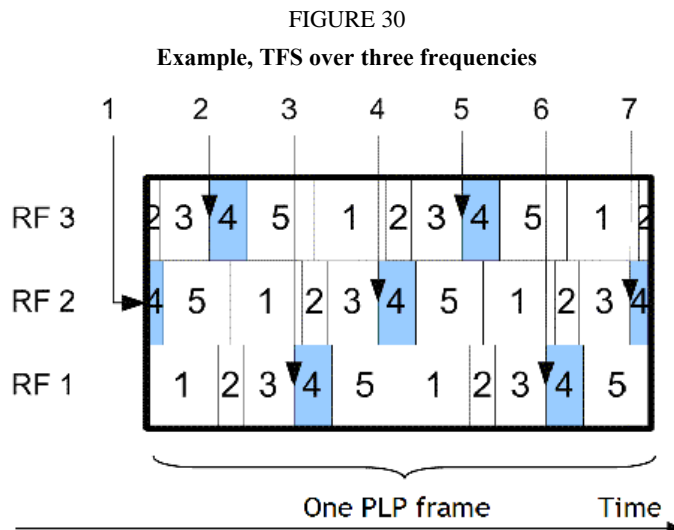 FIGURE 30
Example, TFS over three frequencies
1 2 3 4 5 6 7
RF 3 2 3 4 5 1 2 3 4 5 1 2
RF 2 4 5 1 2 3 4 5 1 2 3 4
RF 1 1 2 3 4 5 1 2 3 4 5
One PLP frame Time